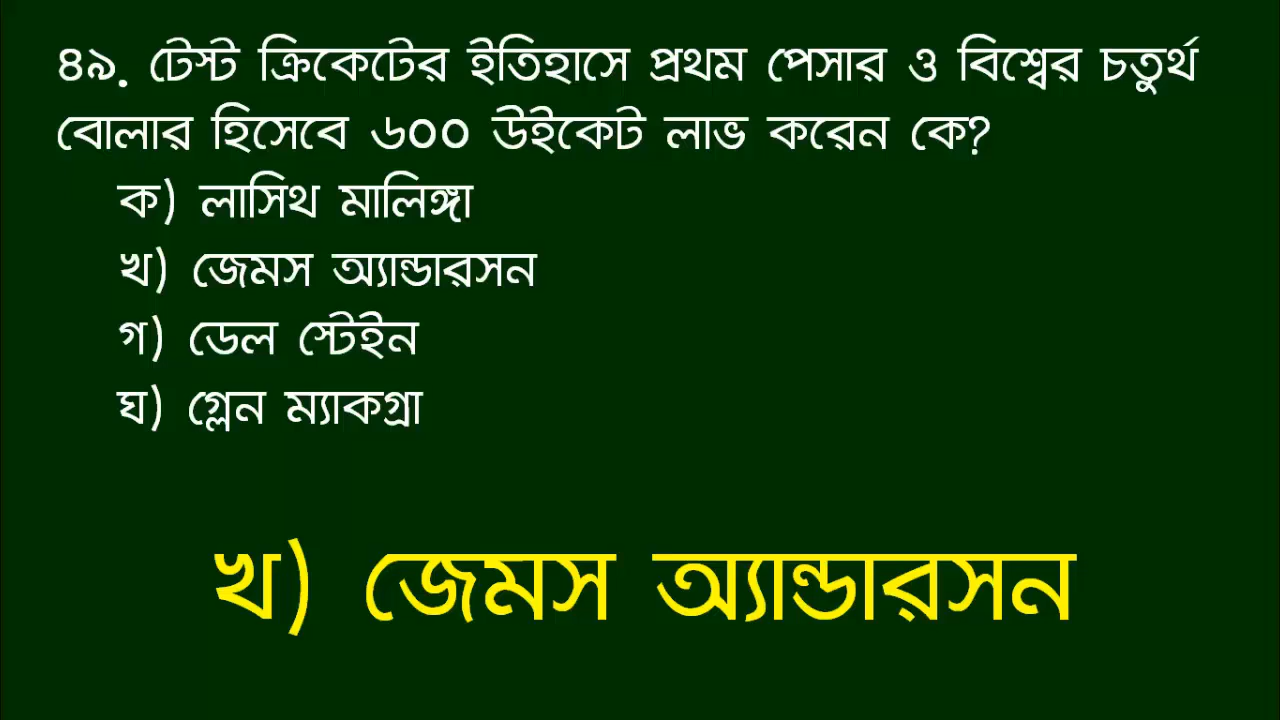 ৪৯. টেস্ট ক্রিকেটের ইতিহাসে প্রথম পেসার ও বিশ্বের চতুর্থ
বোলার হিসেবে ৬০০ উইকেট লাভ করেন কে?
ক) লাসিথ মালিঙ্গা
খ) জেমস অ্যান্ডারসন
গ) ডেল স্টেইন
ঘ) গ্লেন ম্যাকগ্রা
খ) জেমস অ্যান্ডারসন